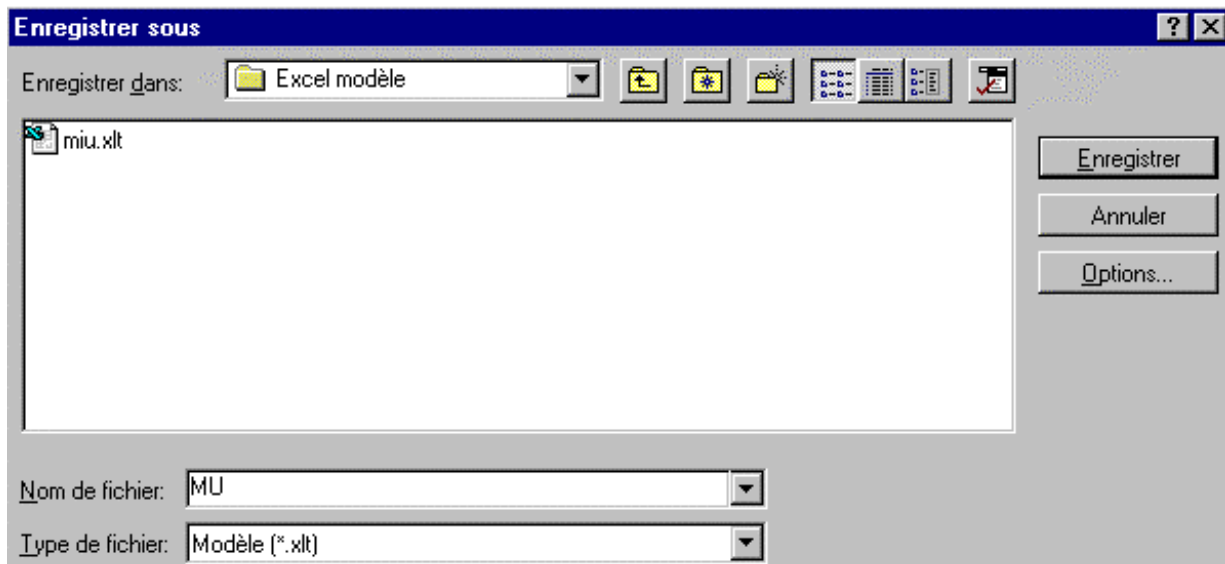 Enregistrer sous
Enregistrer dans: Excel modèle
miu.xlt
Enregistrer
Annuler
Options...
Nom de fichier: MU
Type de fichier: Modèle (*.xlt)